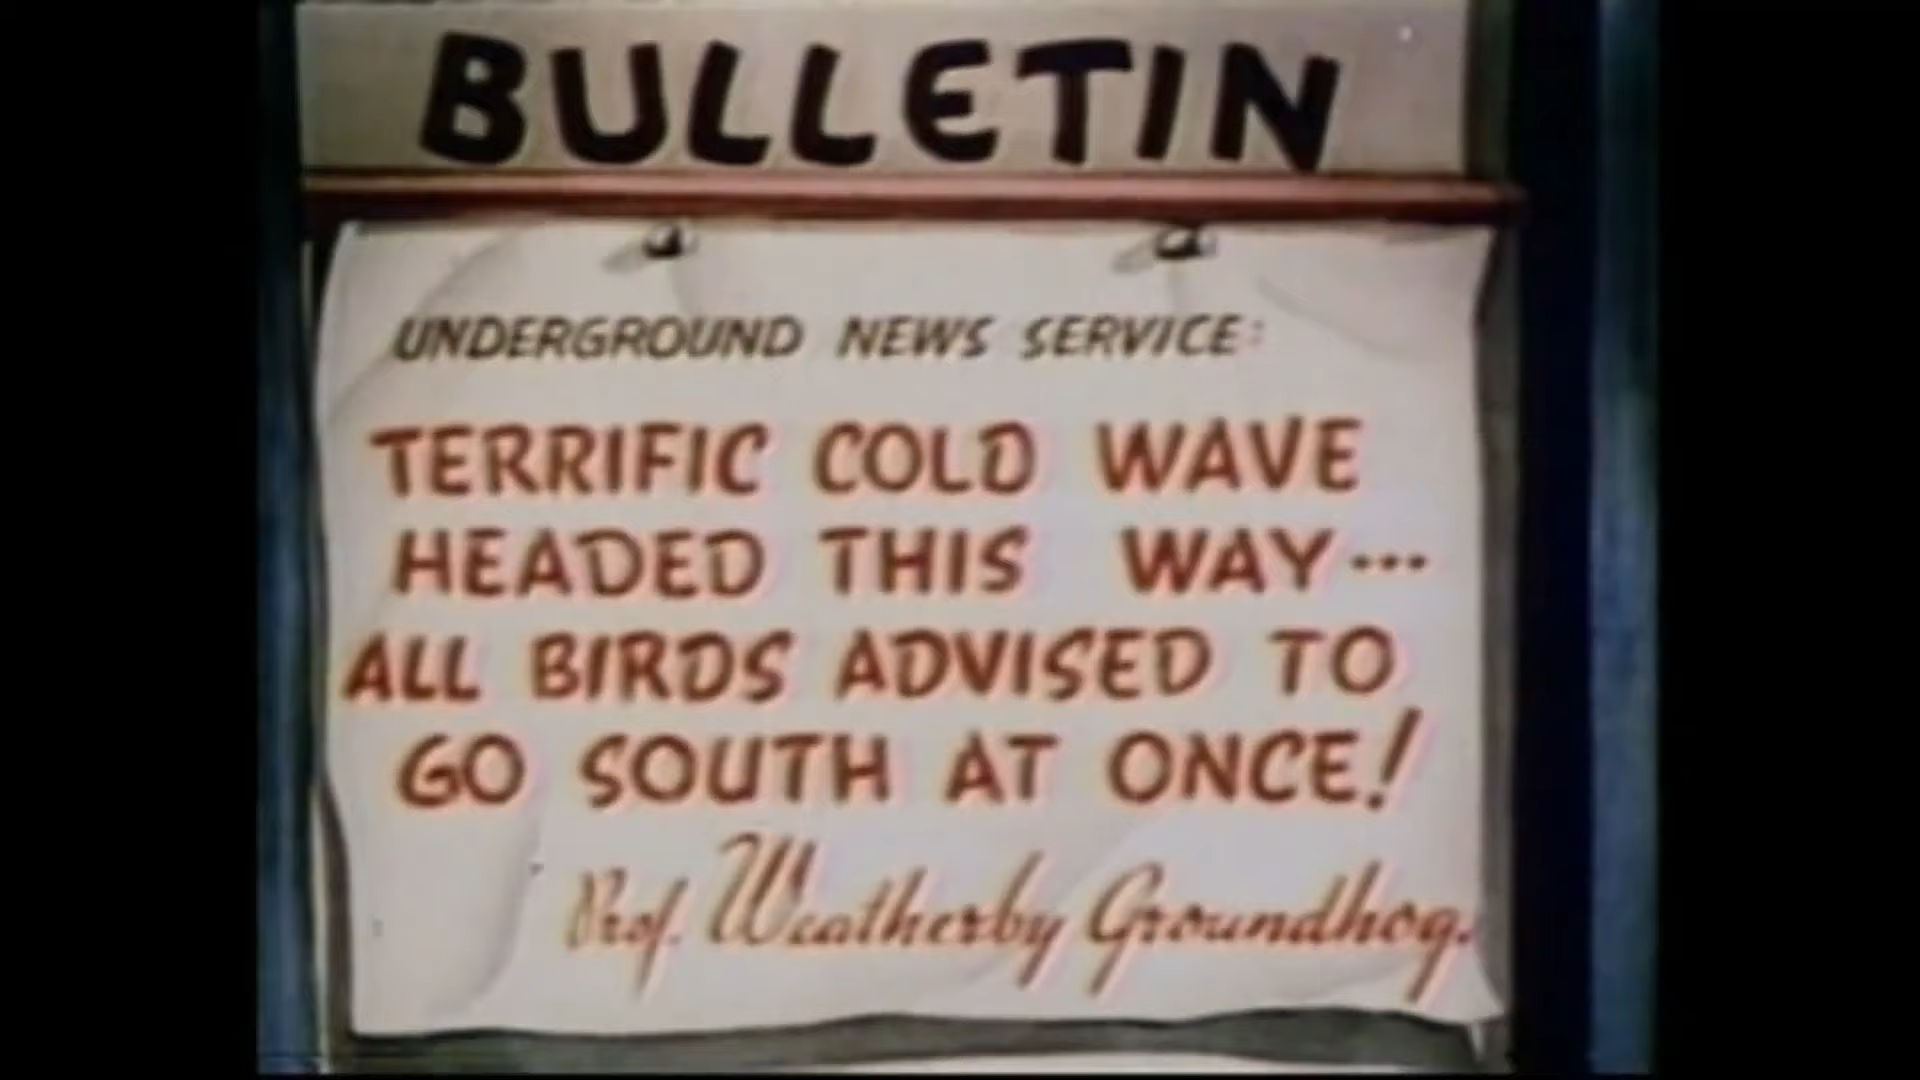 BULLETIN
UNDERGROUND NEWS SERVICE:
TERRIFIC COLD WAVE
HEADED THIS WAY---
ALL BIRDS ADVISED TO
GO SOUTH AT ONCE!
Prof. Weatherby Groundhog.